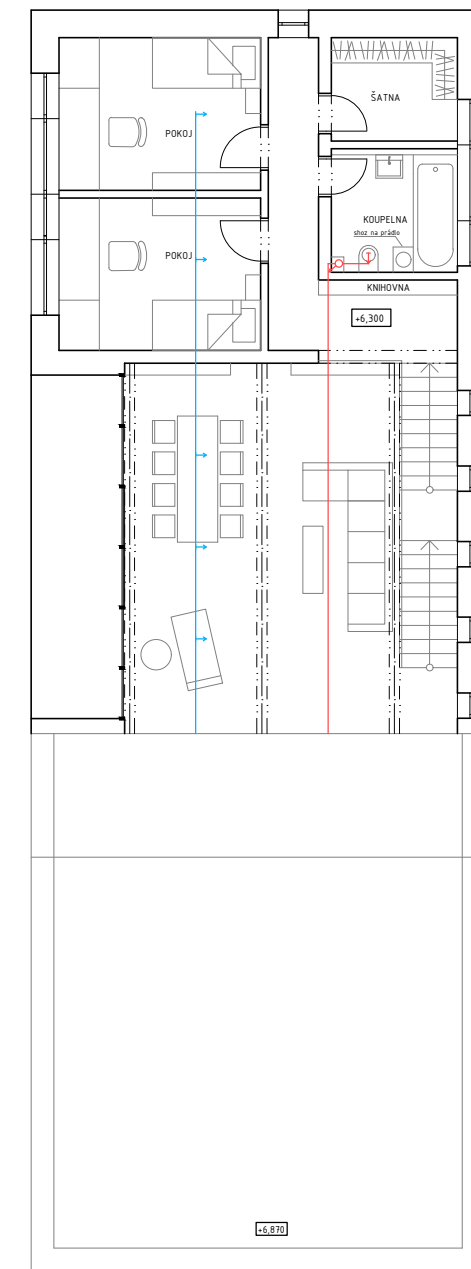 ŠATNA
POKOJ
KOUPELNA
shoz na prádlo
POKOJ
KNIHOVNA
+6,300
+6,870